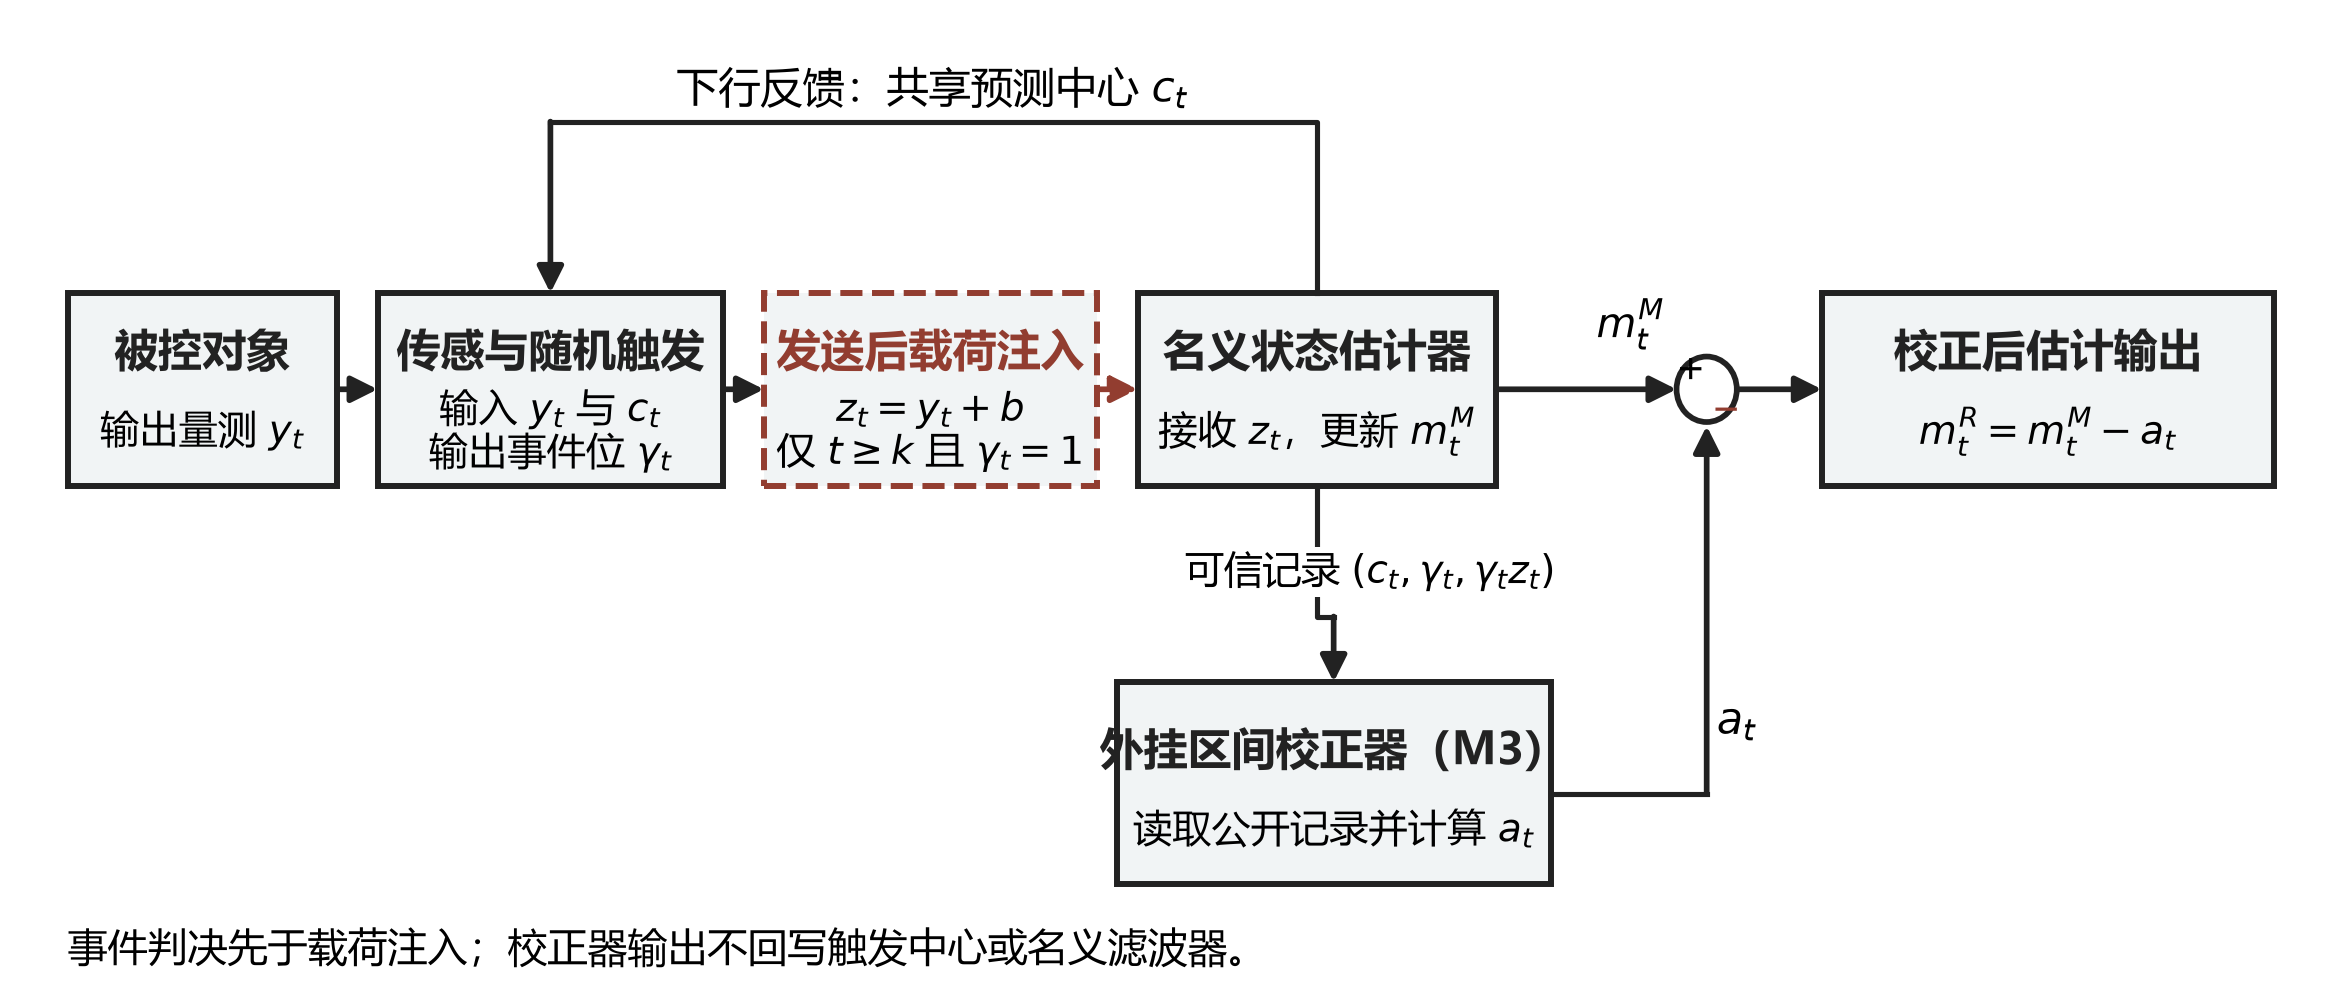 下行反馈：共享预测中心 c_t
被控对象
输出量测 y_t
传感与随机触发
输入 y_t 与 c_t
输出事件位 γ_t
发送后载荷注入
z_t = y_t + b
仅 t ≥ k 且 γ_t = 1
名义状态估计器
接收 z_t，更新 m_t^M
m_t^M
+
−
校正后估计输出
m_t^R = m_t^M − a_t
可信记录 (c_t, γ_t, γ_t z_t)
外挂区间校正器（M3）
读取公开记录并计算 a_t
a_t
事件判决先于载荷注入；校正器输出不回写触发中心或名义滤波器。